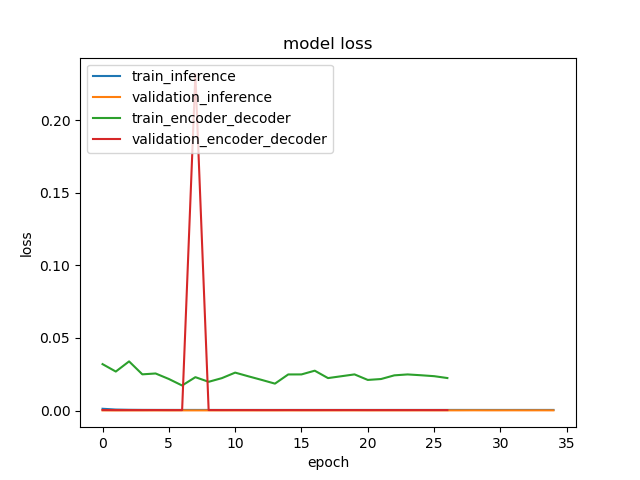 model loss
train_inference
validation_inference
train_encoder_decoder
validation_encoder_decoder
loss
0.20
0.15
0.10
0.05
0.00
0 5 10 15 20 25 30 35
epoch